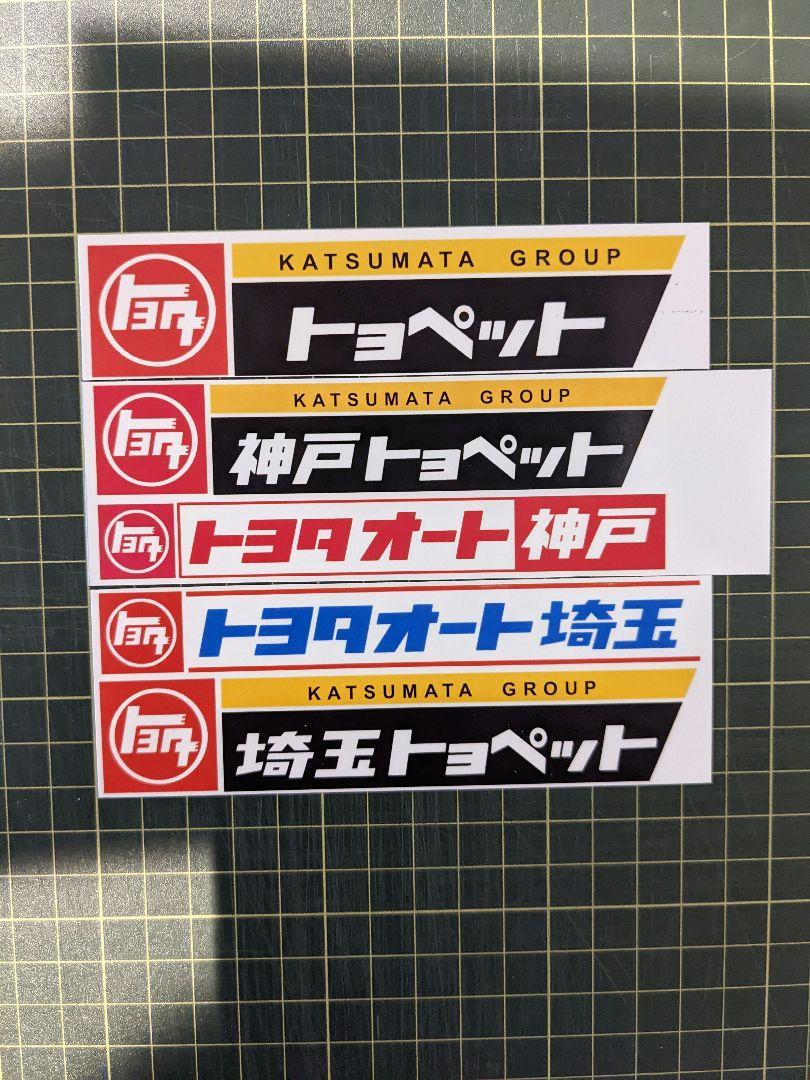 トヨタ
KATSUMATA GROUP
トヨペット
トヨタ
KATSUMATA GROUP
神戸トヨペット
トヨタ
トヨタオート神戸
トヨタ
トヨタオート埼玉
トヨタ
KATSUMATA GROUP
埼玉トヨペット